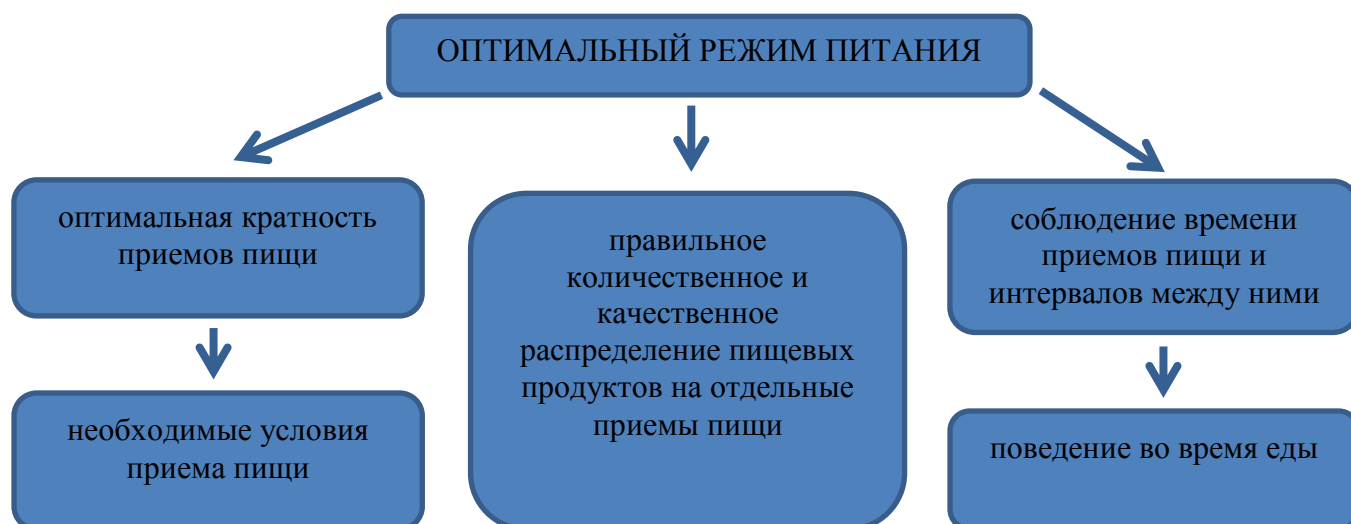 ОПТИМАЛЬНЫЙ РЕЖИМ ПИТАНИЯ
оптимальная кратность
приемов пищи
правильное
количественное и
качественное
распределение пищевых
продуктов на отдельные
приемы пищи
соблюдение времени
приемов пищи и
интервалов между ними
необходимые условия
приема пищи
поведение во время еды